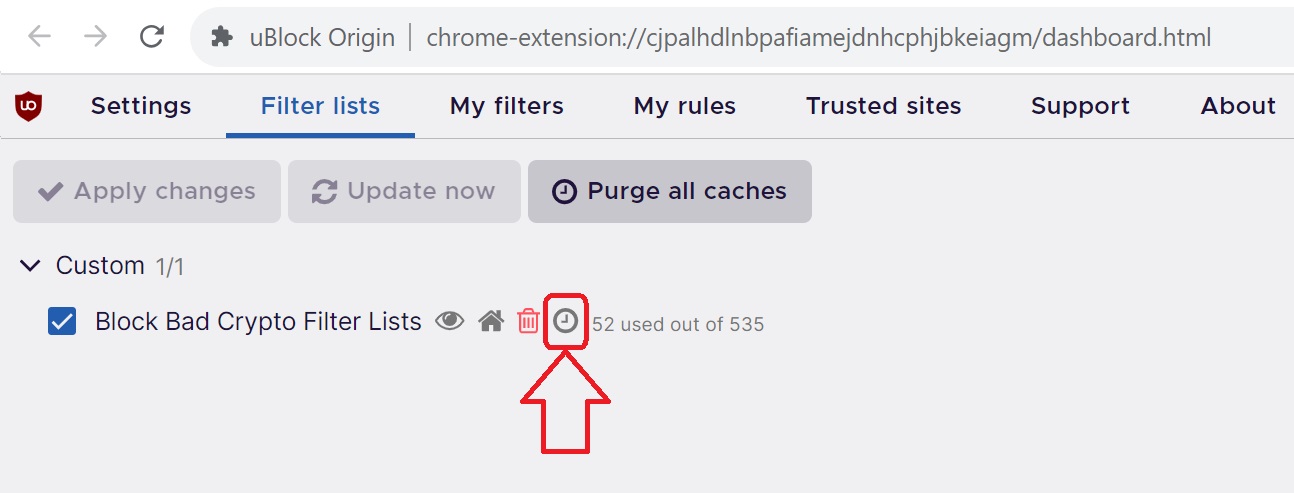 uBlock Origin | chrome-extension://cjpalhdlnbpafiamejdnhcphjbkeiagm/dashboard.html
uo Settings Filter lists My filters My rules Trusted sites Support About
Apply changes Update now Purge all caches
Custom 1/1
Block Bad Crypto Filter Lists 52 used out of 535